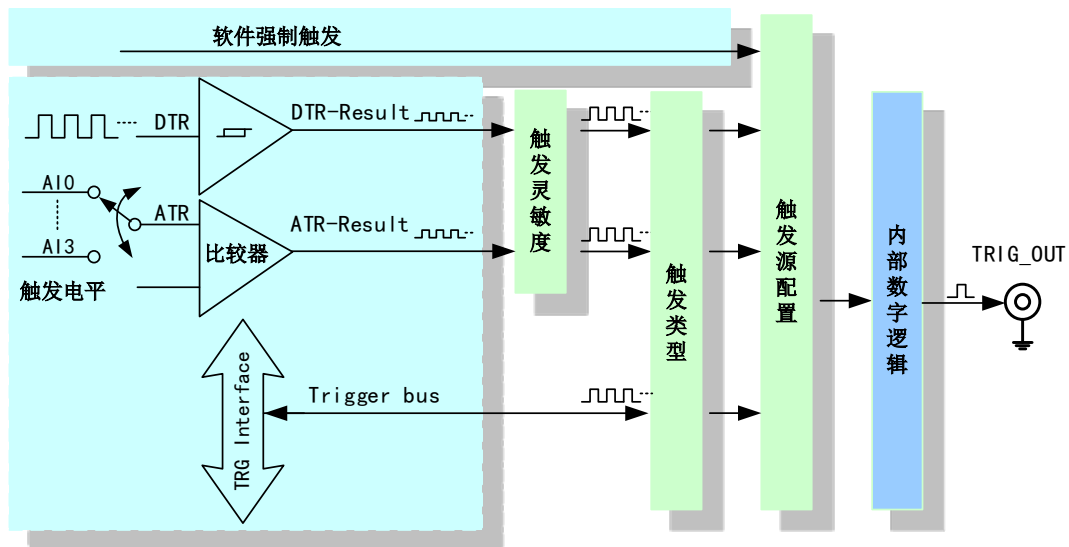 软件强制触发
DTR
DTR-Result
AI0
ATR
ATR-Result
AI3
触发电平
比较器
TRG Interface
Trigger bus
触发灵敏度
触发类型
触发源配置
内部数字逻辑
TRIG_OUT